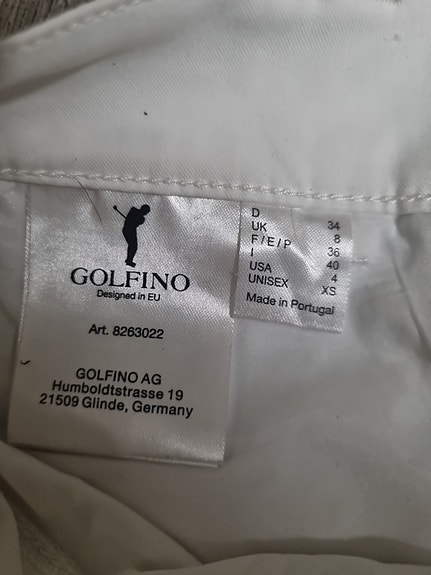 GOLFINO
Designed in EU
Art. 8263022
GOLFINO AG
Humboldtstrasse 19
21509 Glinde, Germany
D 34
UK 8
F/E/P 36
I 40
USA 4
UNISEX XS
Made in Portugal